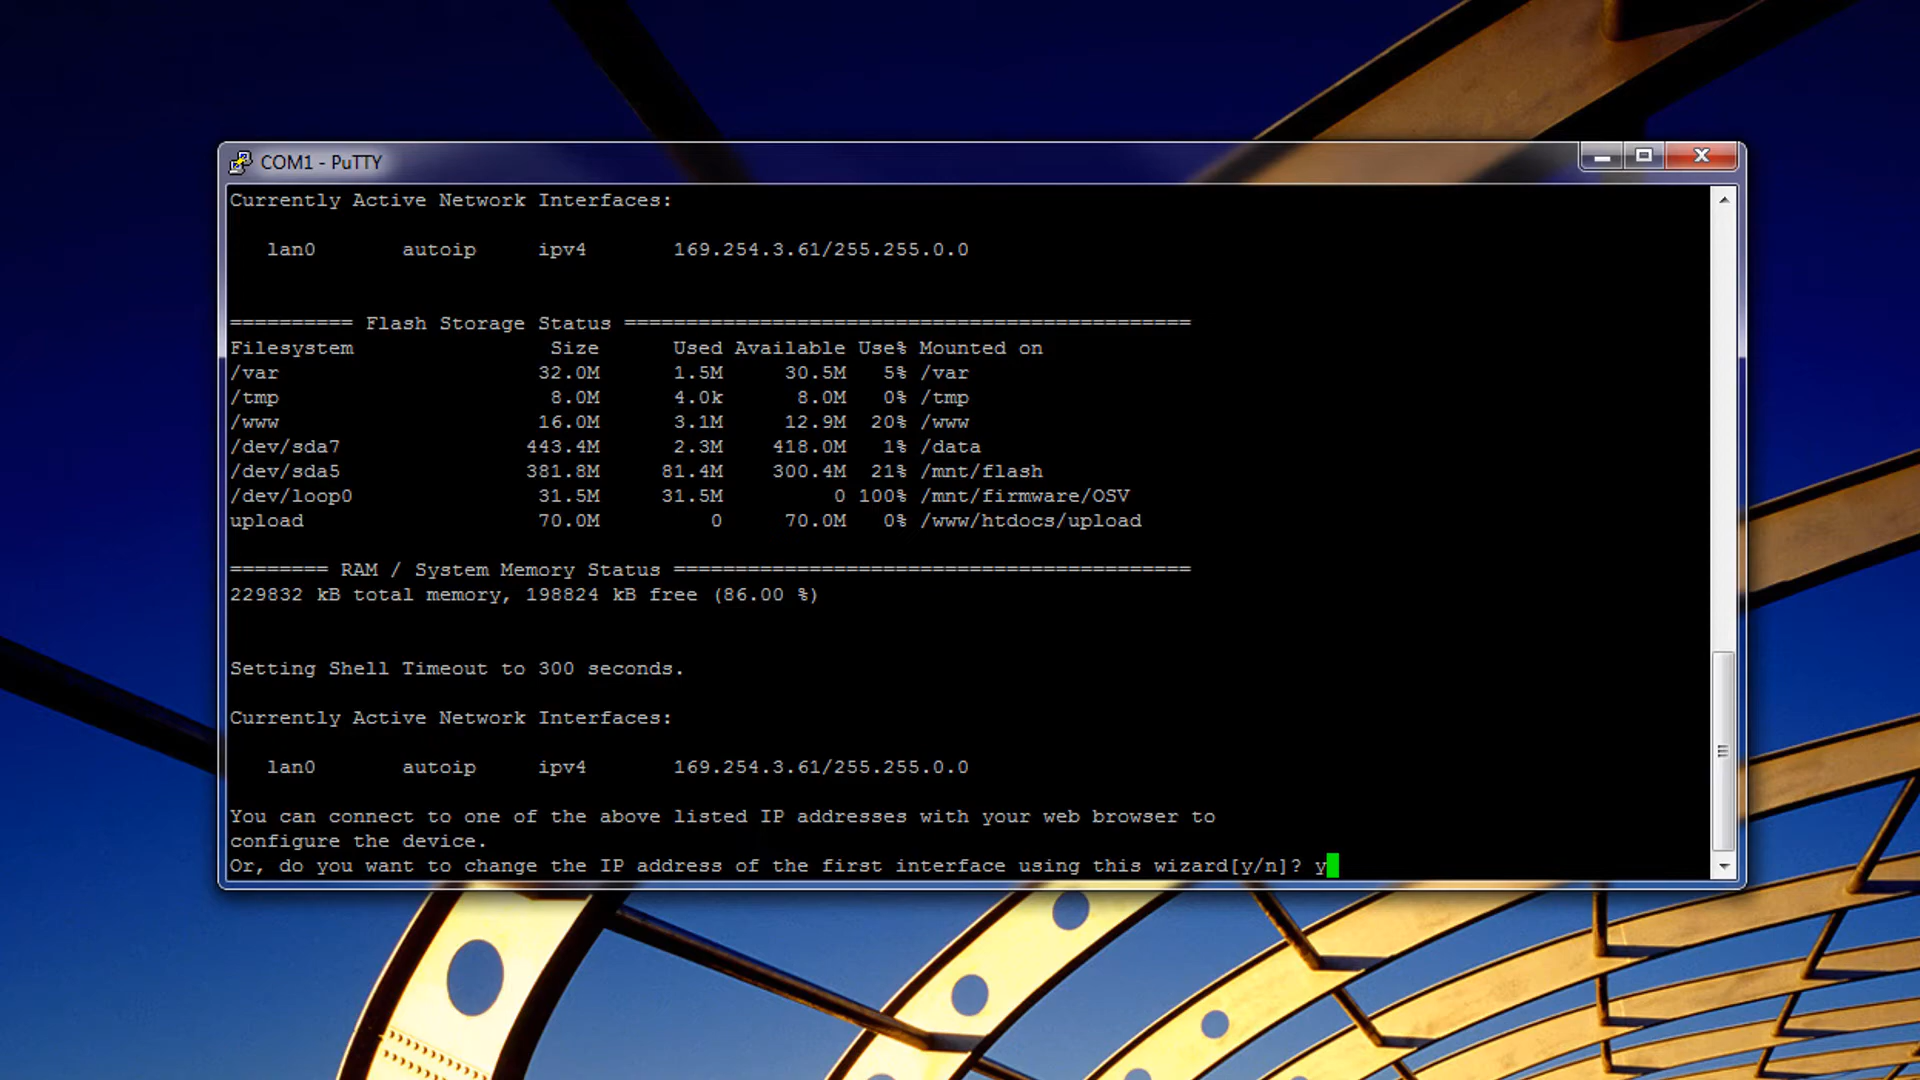 COM1 - PuTTY
Currently Active Network Interfaces:
lan0 autoip ipv4 169.254.3.61/255.255.0.0
========== Flash Storage Status ==============================================
Filesystem Size Used Available Use% Mounted on
/var 32.0M 1.5M 30.5M 5% /var
/tmp 8.0M 4.0k 8.0M 0% /tmp
/www 16.0M 3.1M 12.9M 20% /www
/dev/sda7 443.4M 2.3M 418.0M 1% /data
/dev/sda5 381.8M 81.4M 300.4M 21% /mnt/flash
/dev/loop0 31.5M 31.5M 0 100% /mnt/firmware/OSV
upload 70.0M 0 70.0M 0% /www/htdocs/upload
======== RAM / System Memory Status ==========================================
229832 kB total memory, 198824 kB free (86.00 %)
Setting Shell Timeout to 300 seconds.
Currently Active Network Interfaces:
lan0 autoip ipv4 169.254.3.61/255.255.0.0
You can connect to one of the above listed IP addresses with your web browser to
configure the device.
Or, do you want to change the IP address of the first interface using this wizard[y/n]? y